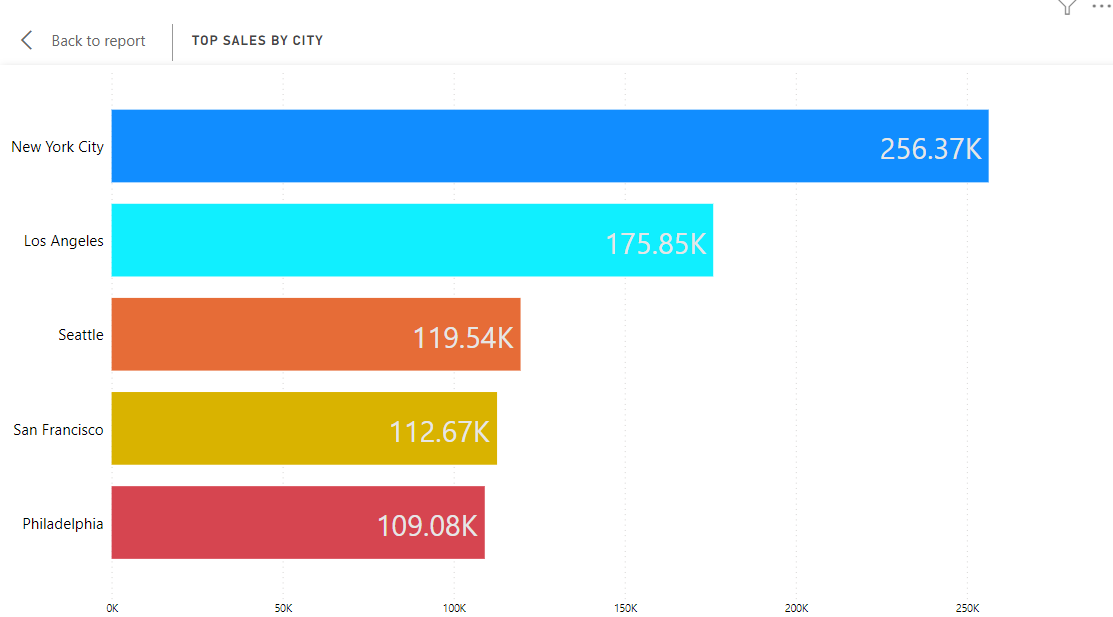 Back to report
TOP SALES BY CITY
New York City
256.37K
Los Angeles
175.85K
Seattle
119.54K
San Francisco
112.67K
Philadelphia
109.08K
0K 50K 100K 150K 200K 250K